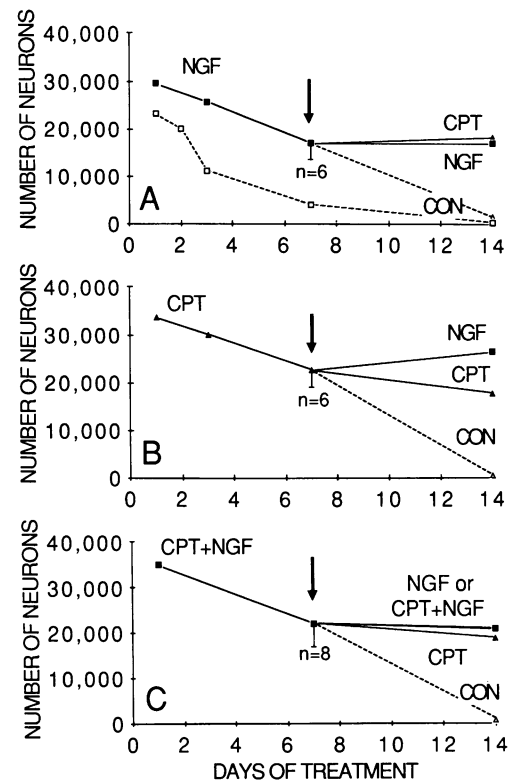 NUMBER OF NEURONS
40,000
30,000
20,000
10,000
0
NGF
CPT
NGF
n=6
CON
A
0 2 4 6 8 10 12 14
NUMBER OF NEURONS
40,000
30,000
20,000
10,000
0
CPT
NGF
CPT
n=6
CON
B
0 2 4 6 8 10 12 14
NUMBER OF NEURONS
40,000
30,000
20,000
10,000
0
CPT+NGF
NGF or
CPT+NGF
n=8
CPT
CON
C
0 2 4 6 8 10 12 14
DAYS OF TREATMENT